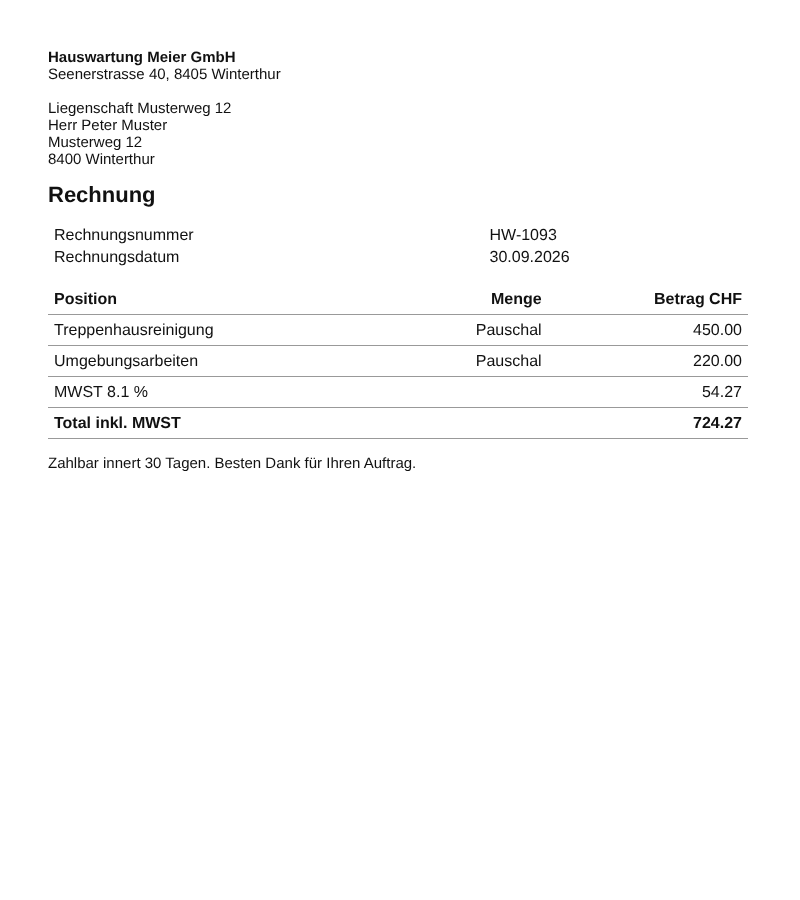 Hauswartung Meier GmbH
Seenerstrasse 40, 8405 Winterthur
Liegenschaft Musterweg 12
Herr Peter Muster
Musterweg 12
8400 Winterthur
Rechnung
Rechnungsnummer HW-1093
Rechnungsdatum 30.09.2026
Position Menge Betrag CHF
Treppenhausreinigung Pauschal 450.00
Umgebungsarbeiten Pauschal 220.00
MWST 8.1 % 54.27
Total inkl. MWST 724.27
Zahlbar innert 30 Tagen. Besten Dank für Ihren Auftrag.